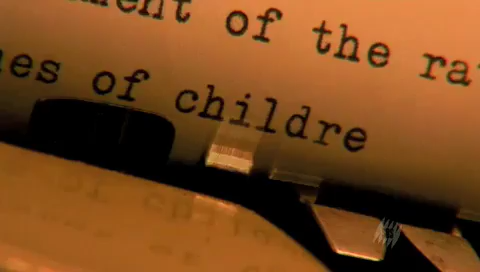 ment of the ra
es of childre